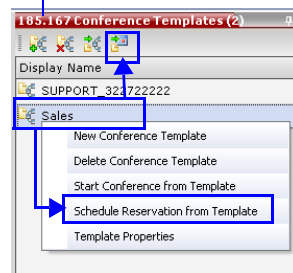 185.167 Conference Templates (2)
Display Name
SUPPORT_322722222
Sales
New Conference Template
Delete Conference Template
Start Conference from Template
Schedule Reservation from Template
Template Properties